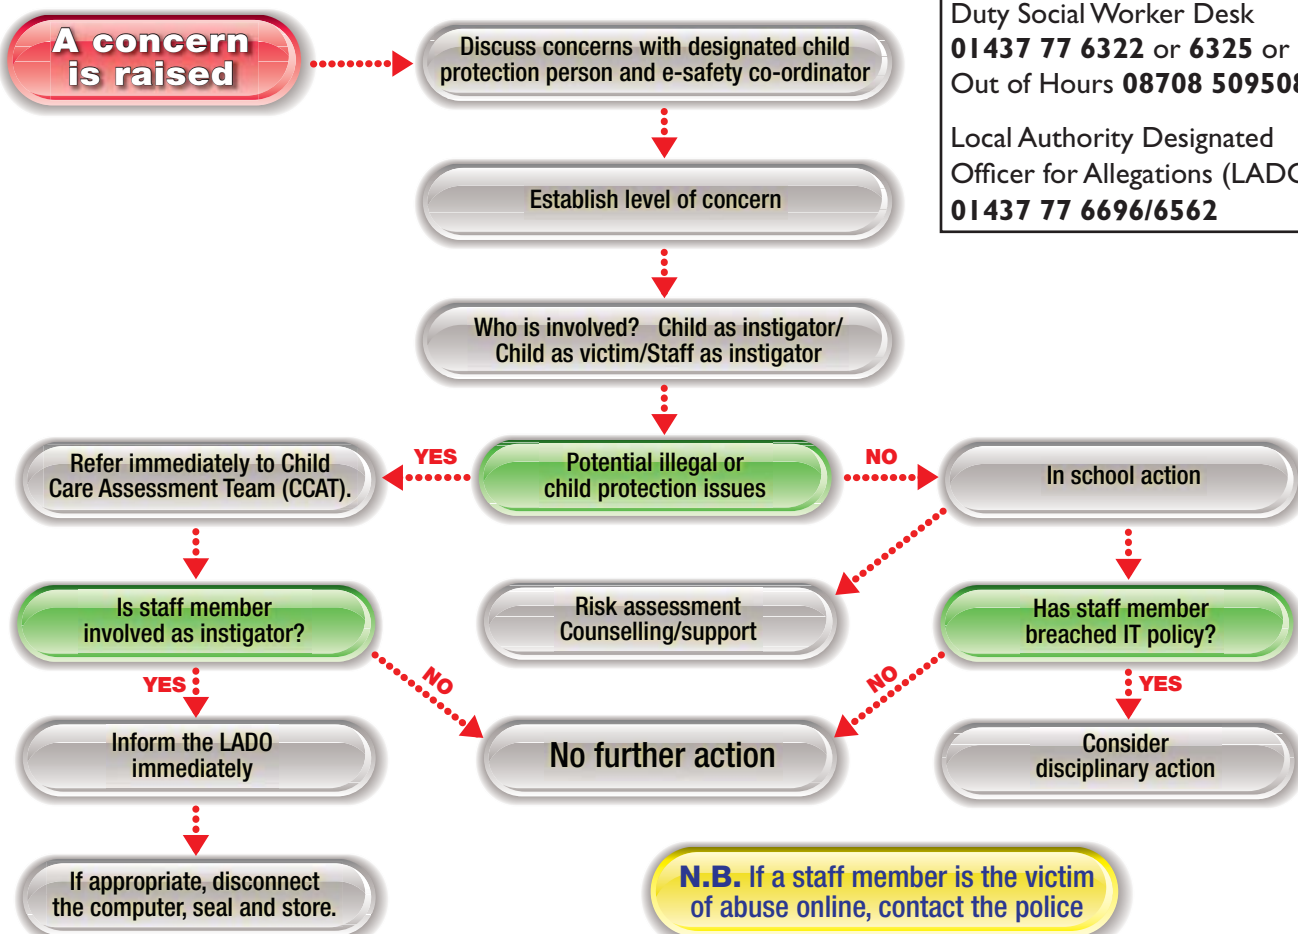 A concern
is raised
Discuss concerns with designated child
protection person and e-safety co-ordinator
Duty Social Worker Desk
01437 77 6322 or 6325 or
Out of Hours 08708 509508
Local Authority Designated
Officer for Allegations (LADO
01437 77 6696/6562
Establish level of concern
Who is involved? Child as instigator/
Child as victim/Staff as instigator
Refer immediately to Child
Care Assessment Team (CCAT).
YES
Potential illegal or
child protection issues
NO
In school action
Is staff member
involved as instigator?
Risk assessment
Counselling/support
Has staff member
breached IT policy?
YES
NO
NO
YES
Inform the LADO
immediately
No further action
Consider
disciplinary action
If appropriate, disconnect
the computer, seal and store.
N.B. If a staff member is the victim
of abuse online, contact the police